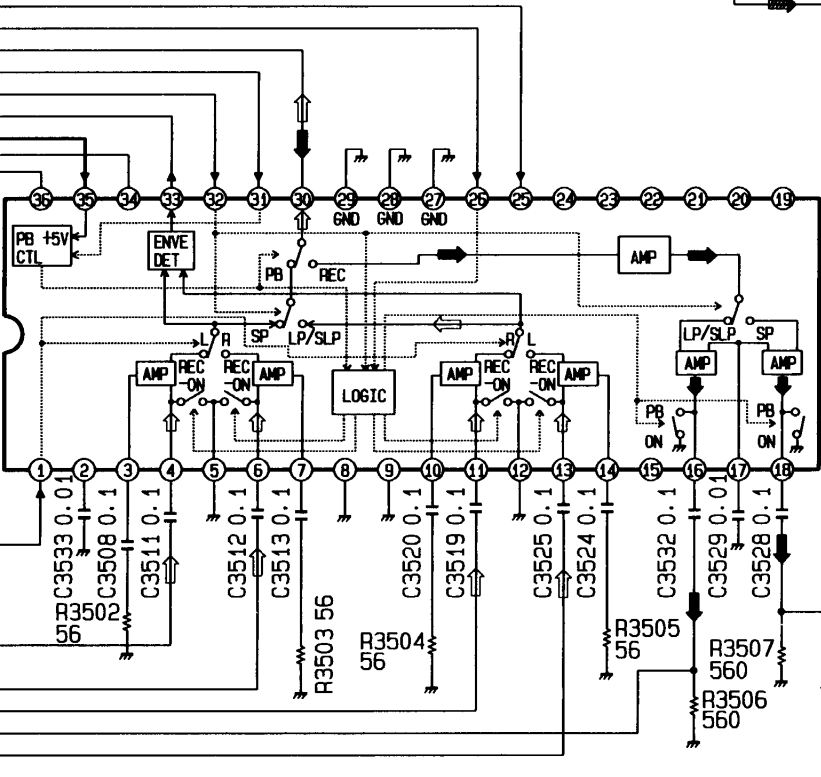 36 35 34 33 32 31 30 29 28 27 26 25 24 23 22 21 20 19
GND GND GND
PB +5V
CTL
ENVE
DET
PB REC
AMP
SP LP/SLP
LP/SLP SP
L R
R L
AMP
REC
-ON
REC
-ON
AMP
LOGIC
AMP
REC
-ON
REC
-ON
AMP
AMP
AMP
PB
ON
PB
ON
1 2 3 4 5 6 7 8 9 10 11 12 13 14 15 16 17 18
C3533 0.01
C3508 0.1
C3511 0.1
C3512 0.1
C3513 0.1
C3520 0.1
C3519 0.1
C3525 0.1
C3524 0.1
C3532 0.1
C3529 0.01
C3528 0.1
R3502
56
R3503 56
R3504
56
R3505
56
R3507
560
R3506
560